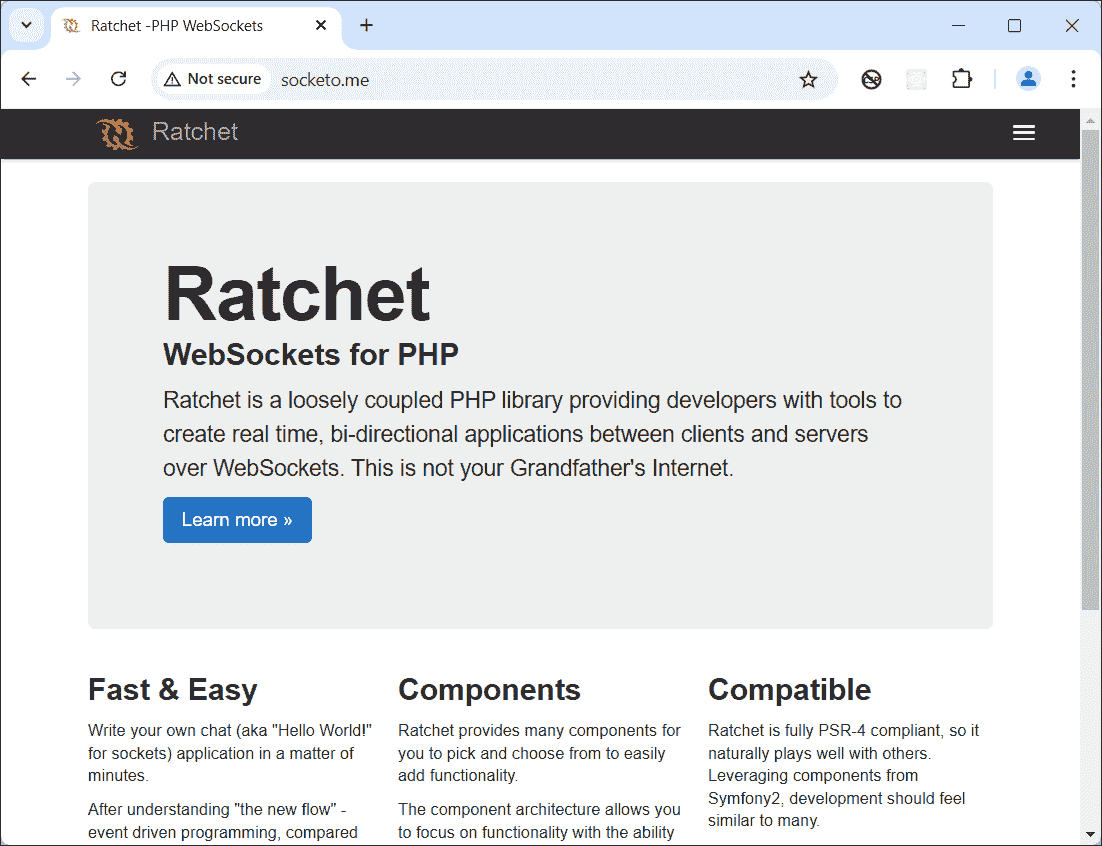 Ratchet -PHP WebSockets
Not secure
socketo.me
Ratchet
Ratchet
WebSockets for PHP
Ratchet is a loosely coupled PHP library providing developers with tools to
create real time, bi-directional applications between clients and servers
over WebSockets. This is not your Grandfather's Internet.
Learn more »
Fast & Easy
Write your own chat (aka "Hello World!"
for sockets) application in a matter of
minutes.
After understanding "the new flow" -
event driven programming, compared
Components
Ratchet provides many components for
you to pick and choose from to easily
add functionality.
The component architecture allows you
to focus on functionality with the ability
Compatible
Ratchet is fully PSR-4 compliant, so it
naturally plays well with others.
Leveraging components from
Symfony2, development should feel
similar to many.